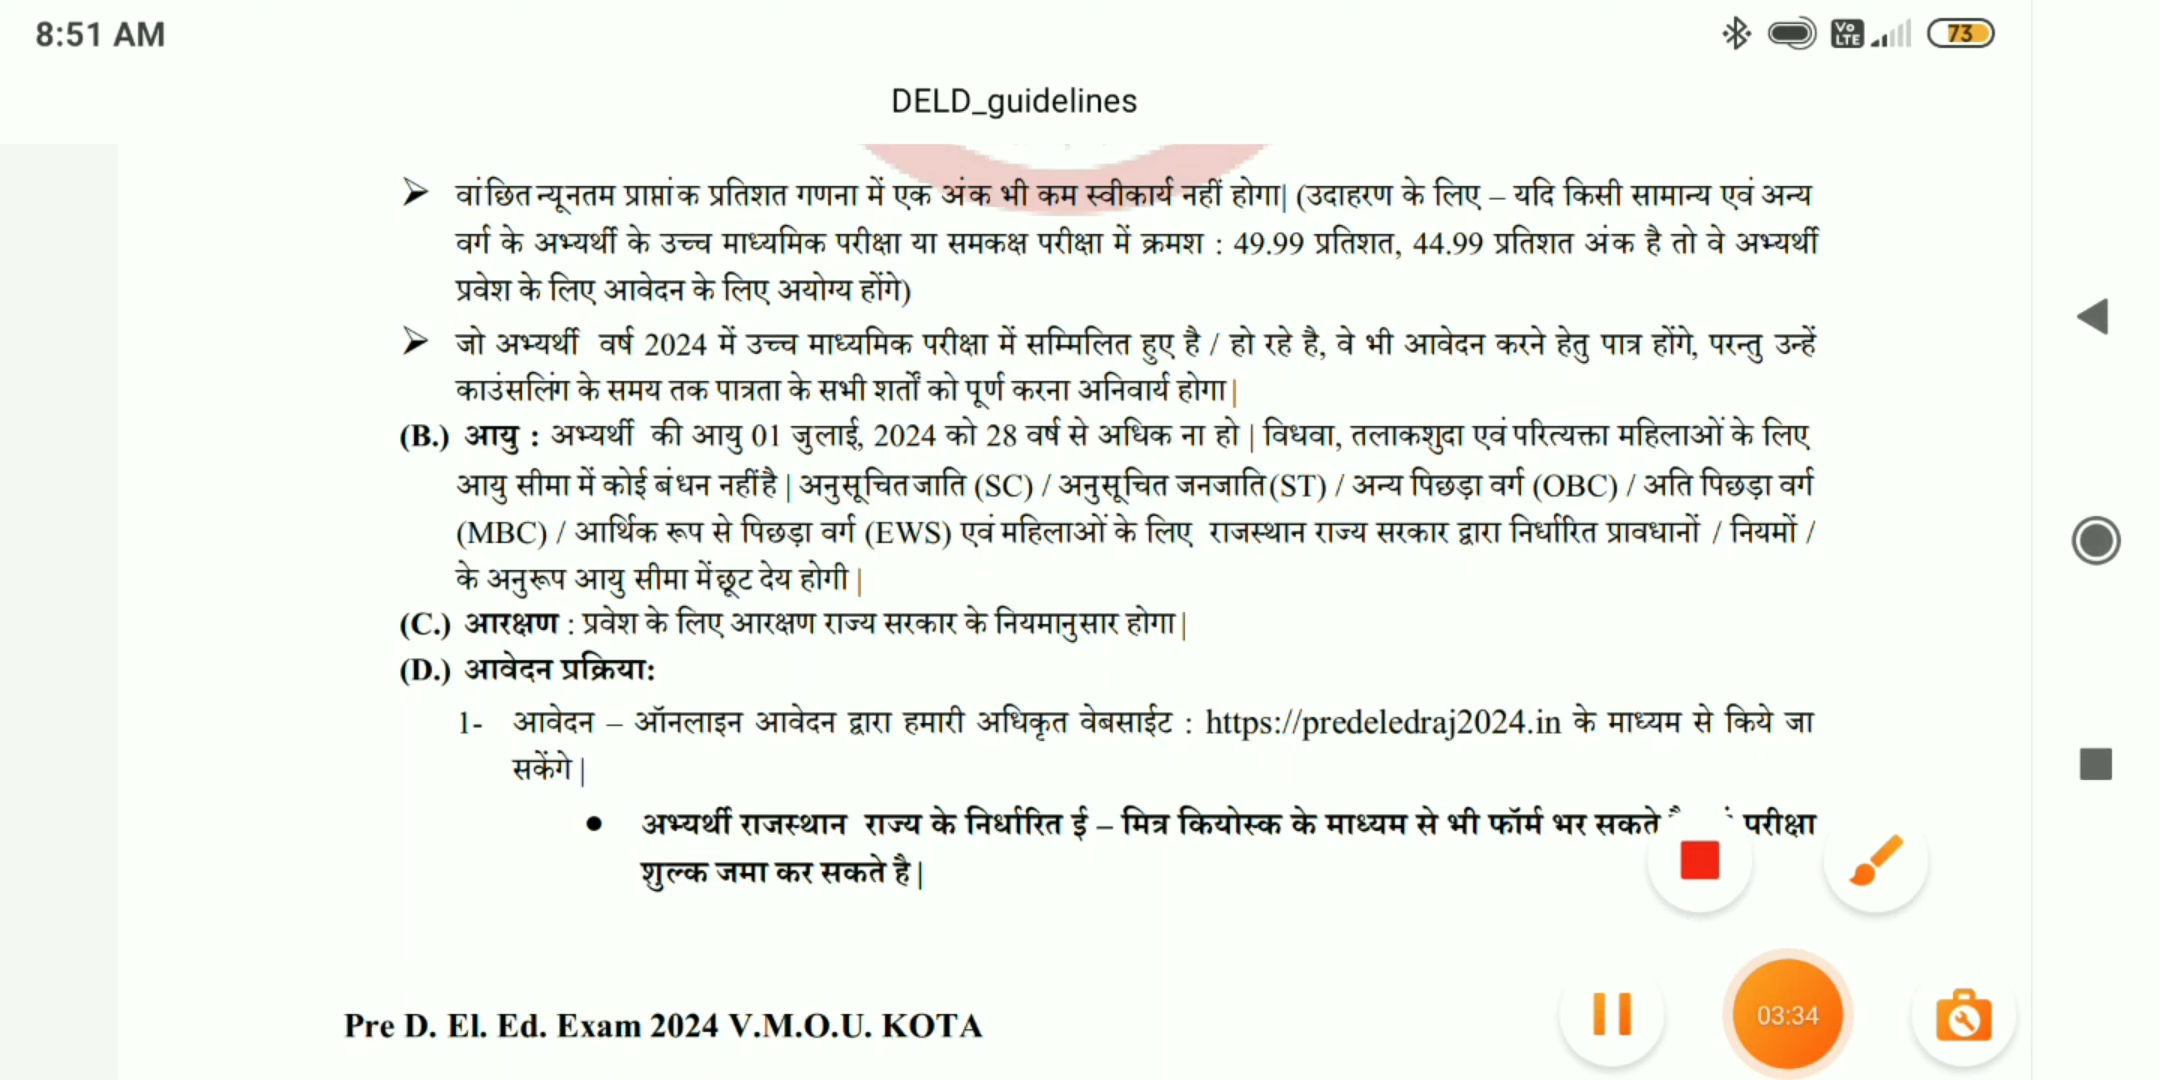 8:51 AM
Vo LTE 73
DELD_guidelines
➢ वांछित न्यूनतम प्राप्तांक प्रतिशत गणना में एक अंक भी कम स्वीकार्य नहीं होगा| (उदाहरण के लिए – यदि किसी सामान्य एवं अन्य
वर्ग के अभ्यर्थी के उच्च माध्यमिक परीक्षा या समकक्ष परीक्षा में क्रमश : 49.99 प्रतिशत, 44.99 प्रतिशत अंक है तो वे अभ्यर्थी
प्रवेश के लिए आवेदन के लिए अयोग्य होंगे)
➢ जो अभ्यर्थी वर्ष 2024 में उच्च माध्यमिक परीक्षा में सम्मिलित हुए है / हो रहे है, वे भी आवेदन करने हेतु पात्र होंगे, परन्तु उन्हें
काउंसलिंग के समय तक पात्रता के सभी शर्तों को पूर्ण करना अनिवार्य होगा|
(B.) आयु : अभ्यर्थी की आयु 01 जुलाई, 2024 को 28 वर्ष से अधिक ना हो | विधवा, तलाकशुदा एवं परित्यक्ता महिलाओं के लिए
आयु सीमा में कोई बंधन नहीं है | अनुसूचित जाति (SC) / अनुसूचित जनजाति (ST) / अन्य पिछड़ा वर्ग (OBC) / अति पिछड़ा वर्ग
(MBC) / आर्थिक रूप से पिछड़ा वर्ग (EWS) एवं महिलाओं के लिए राजस्थान राज्य सरकार द्वारा निर्धारित प्रावधानों / नियमों /
के अनुरूप आयु सीमा में छूट देय होगी |
(C.) आरक्षण : प्रवेश के लिए आरक्षण राज्य सरकार के नियमानुसार होगा |
(D.) आवेदन प्रक्रिया:
1- आवेदन – ऑनलाइन आवेदन द्वारा हमारी अधिकृत वेबसाईट : https://predeledraj2024.in के माध्यम से किये जा
सकेंगे |
● अभ्यर्थी राजस्थान राज्य के निर्धारित ई – मित्र कियोस्क के माध्यम से भी फॉर्म भर सकते परीक्षा
शुल्क जमा कर सकते है |
Pre D. El. Ed. Exam 2024 V.M.O.U. KOTA
03:34